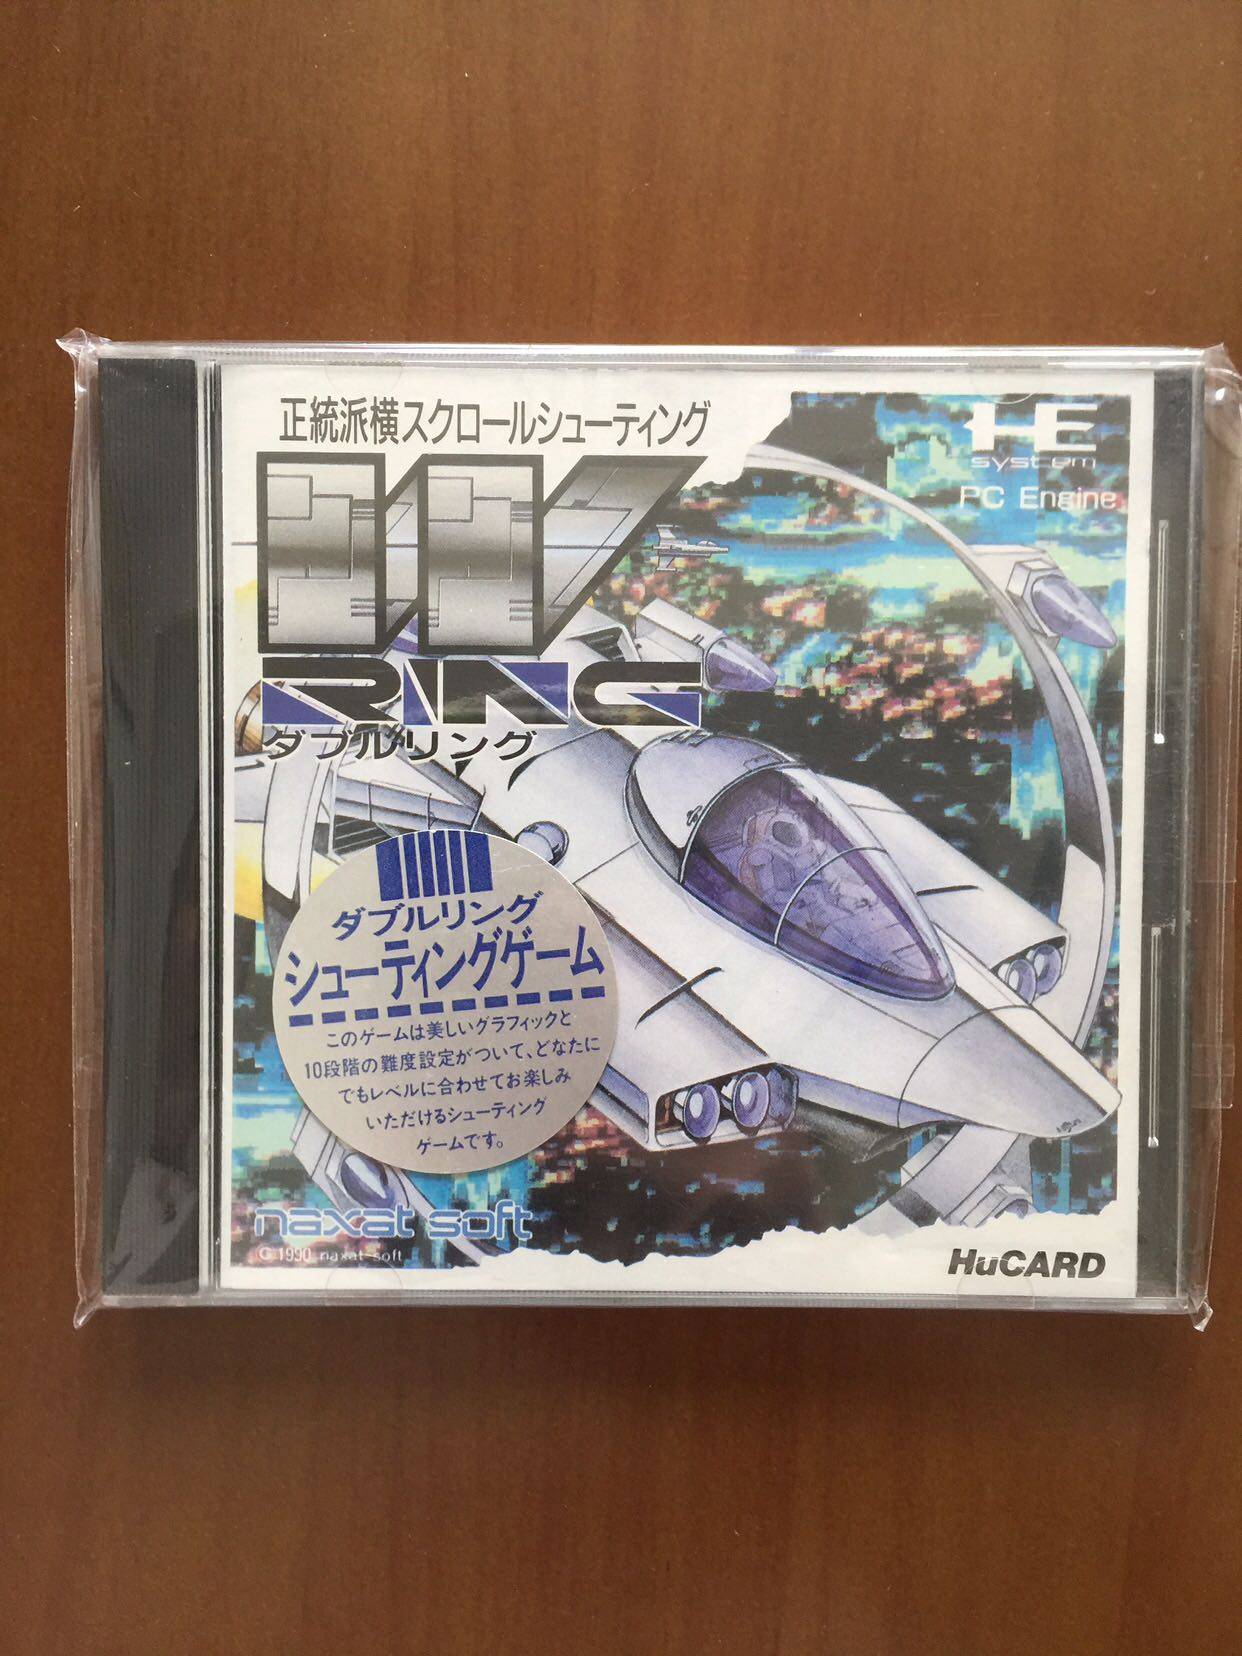 正統派横スクロールシューティング
W
RING
ダブルリング
HE
system
PC Engine
ダブルリング
シューティングゲーム
このゲームは美しいグラフィックと
10段階の難度設定がついて、どなたに
でもレベルに合わせてお楽しみ
いただけるシューティング
ゲームです。
naxat soft
© 1990 naxat soft
HuCARD